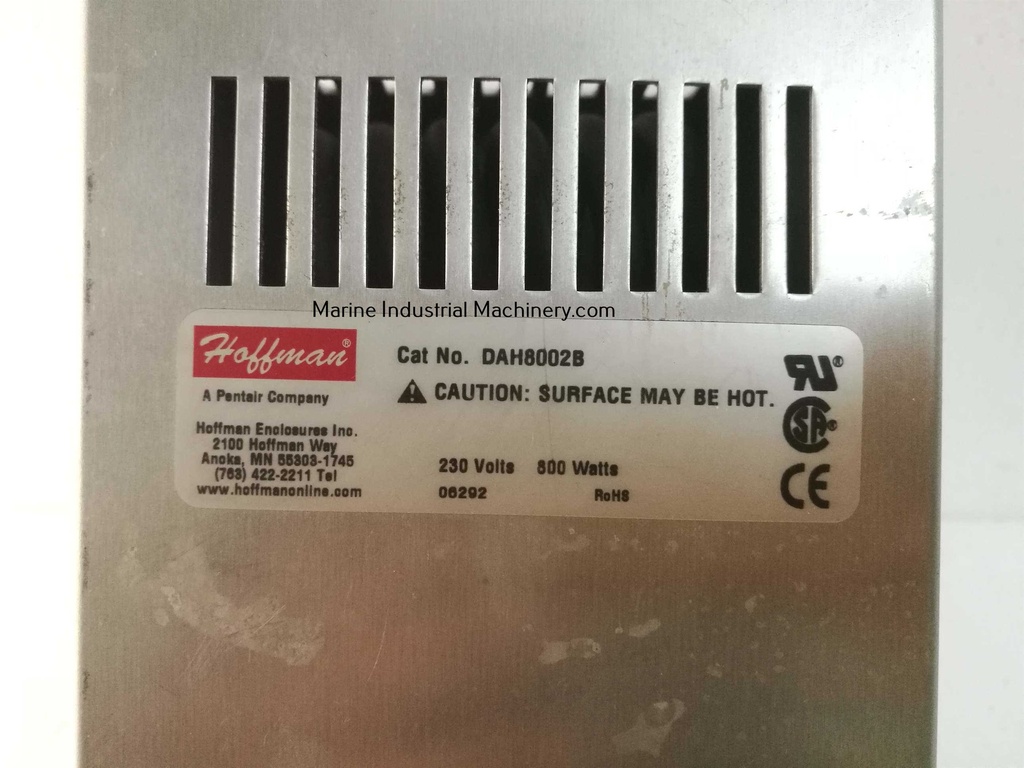 Marine Industrial Machinery.com
Hoffman®
A Pentair Company
Hoffman Enclosures Inc.
2100 Hoffman Way
Anoka, MN 55303-1745
(763) 422-2211 Tel
www.hoffmanonline.com
Cat No. DAH8002B
CAUTION: SURFACE MAY BE HOT.
230 Volts 800 Watts
06292 RoHS
RU®
SA®
CE